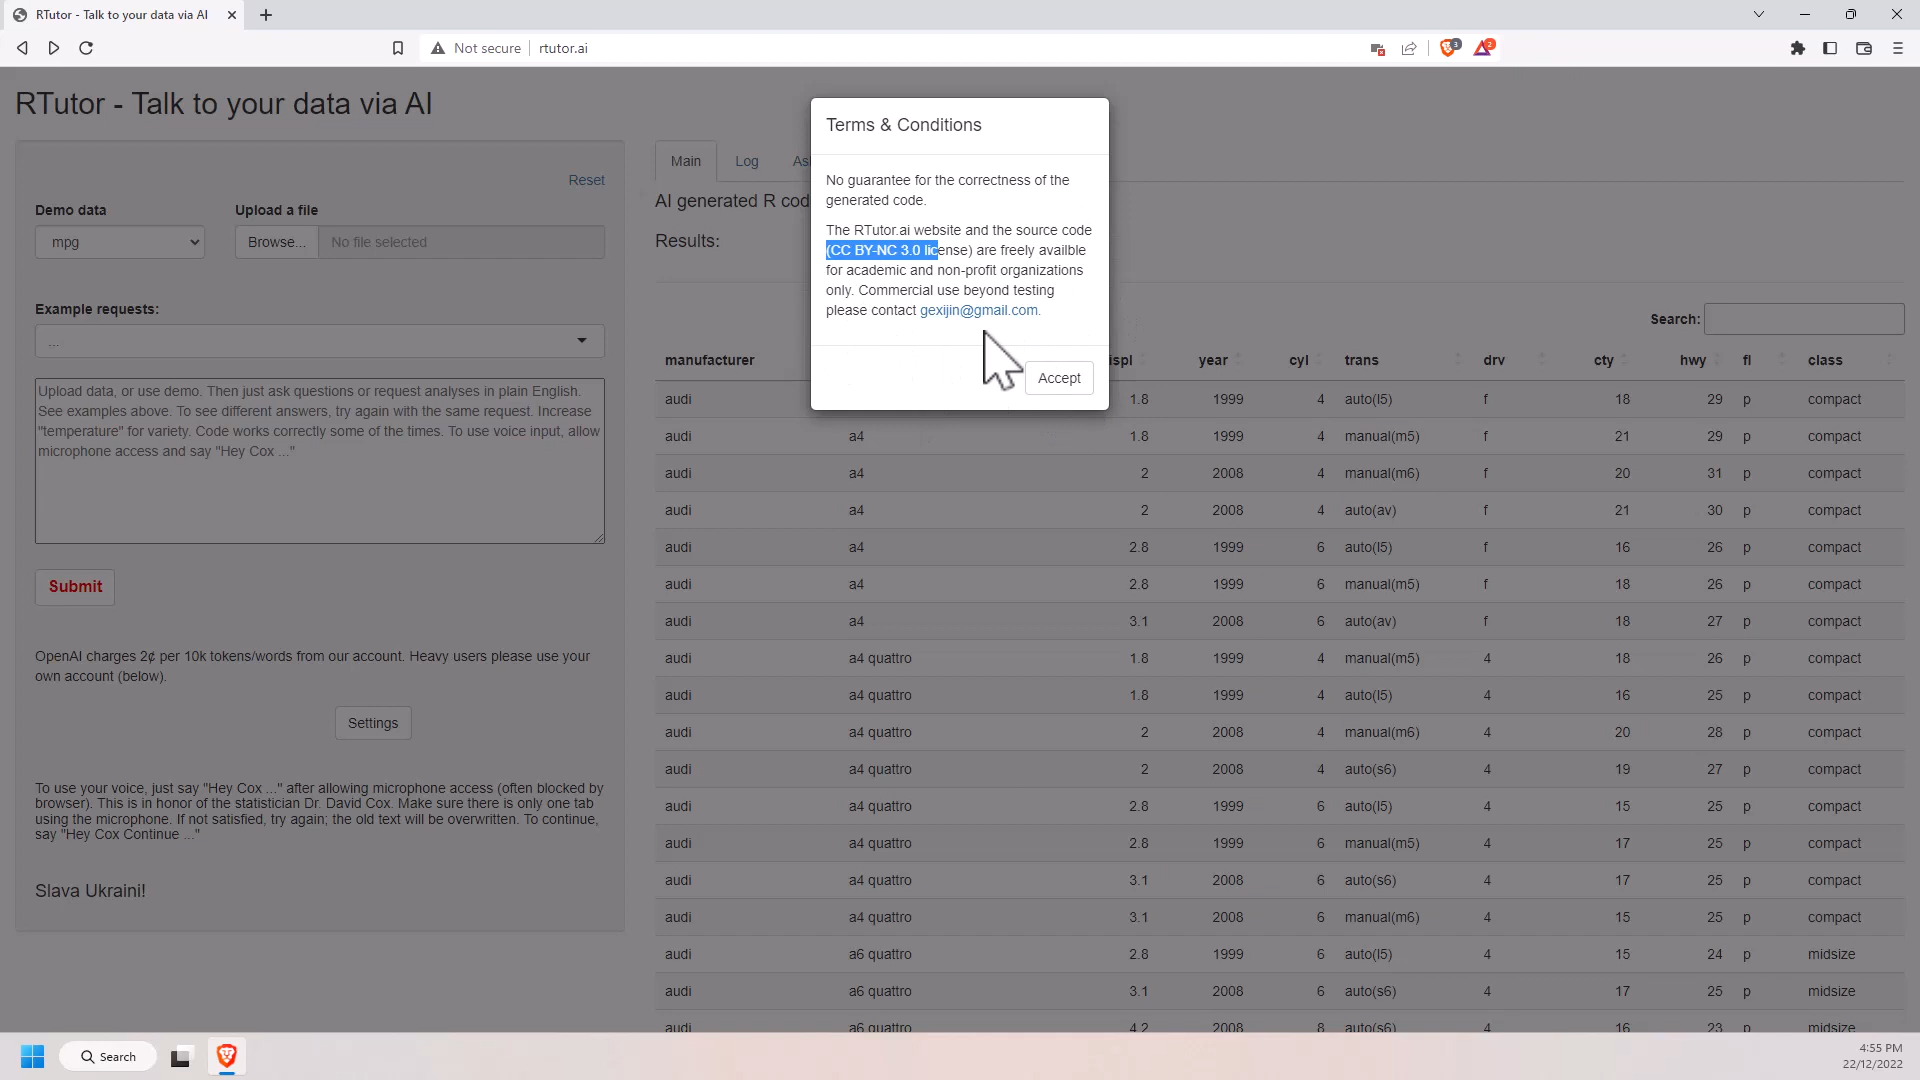 RTutor - Talk to your data via AI
Not secure
rtutor.ai
3
2
RTutor - Talk to your data via AI
Reset
Demo data
Upload a file
mpg
Browse...
No file selected
Example requests:
...
Upload data, or use demo. Then just ask questions or request analyses in plain English.
See examples above. To see different answers, try again with the same request. Increase
"temperature" for variety. Code works correctly some of the times. To use voice input, allow
microphone access and say "Hey Cox ..."
Submit
OpenAI charges 2¢ per 10k tokens/words from our account. Heavy users please use your
own account (below).
Settings
To use your voice, just say "Hey Cox ..." after allowing microphone access (often blocked by
browser). This is in honor of the statistician Dr. David Cox. Make sure there is only one tab
using the microphone. If not satisfied, try again; the old text will be overwritten. To continue,
say "Hey Cox Continue ..."
Slava Ukraini!
Main Log As
AI generated R cod
Results:
Terms & Conditions
No guarantee for the correctness of the
generated code.
The RTutor.ai website and the source code
(CC BY-NC 3.0 license) are freely availble
for academic and non-profit organizations
only. Commercial use beyond testing
please contact gexijin@gmail.com.
Accept
Search:
manufacturer ispl year cyl trans drv cty hwy fl class
audi 1.8 1999 4 auto(l5) f 18 29 p compact
audi a4 1.8 1999 4 manual(m5) f 21 29 p compact
audi a4 2 2008 4 manual(m6) f 20 31 p compact
audi a4 2 2008 4 auto(av) f 21 30 p compact
audi a4 2.8 1999 6 auto(l5) f 16 26 p compact
audi a4 2.8 1999 6 manual(m5) f 18 26 p compact
audi a4 3.1 2008 6 auto(av) f 18 27 p compact
audi a4 quattro 1.8 1999 4 manual(m5) 4 18 26 p compact
audi a4 quattro 1.8 1999 4 auto(l5) 4 16 25 p compact
audi a4 quattro 2 2008 4 manual(m6) 4 20 28 p compact
audi a4 quattro 2 2008 4 auto(s6) 4 19 27 p compact
audi a4 quattro 2.8 1999 6 auto(l5) 4 15 25 p compact
audi a4 quattro 2.8 1999 6 manual(m5) 4 17 25 p compact
audi a4 quattro 3.1 2008 6 auto(s6) 4 17 25 p compact
audi a4 quattro 3.1 2008 6 manual(m6) 4 15 25 p compact
audi a6 quattro 2.8 1999 6 auto(l5) 4 15 24 p midsize
audi a6 quattro 3.1 2008 6 auto(s6) 4 17 25 p midsize
audi a6 quattro 4.2 2008 8 auto(s6) 4 16 23 p midsize
Search
4:55 PM
22/12/2022